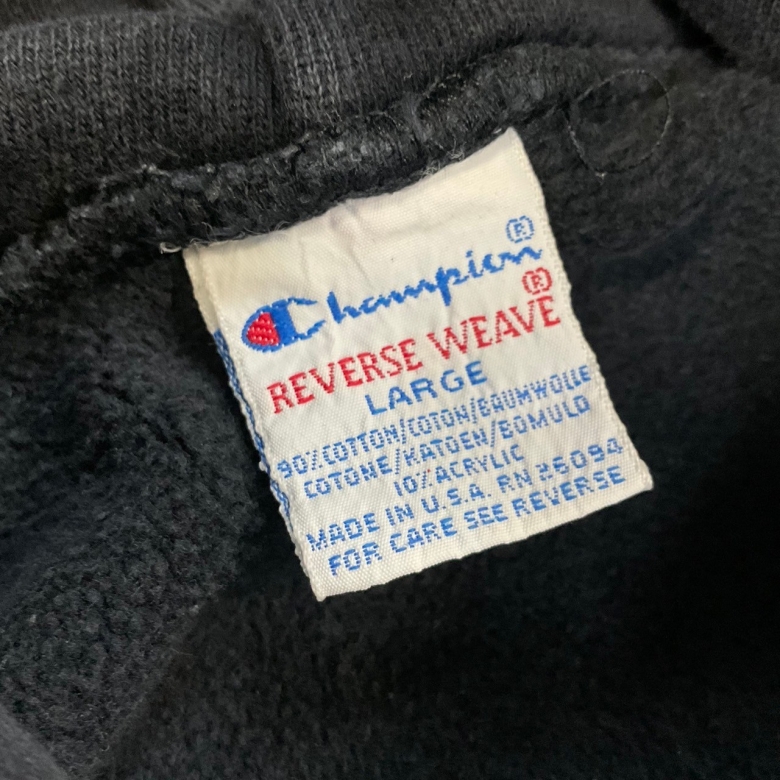 Champion®
REVERSE WEAVE®
LARGE
90% COTTON/COTON/BAUMWOLLE
COTONE/KATOEN/BOMULD
10% ACRYLIC
MADE IN U.S.A. RN #26094
FOR CARE SEE REVERSE